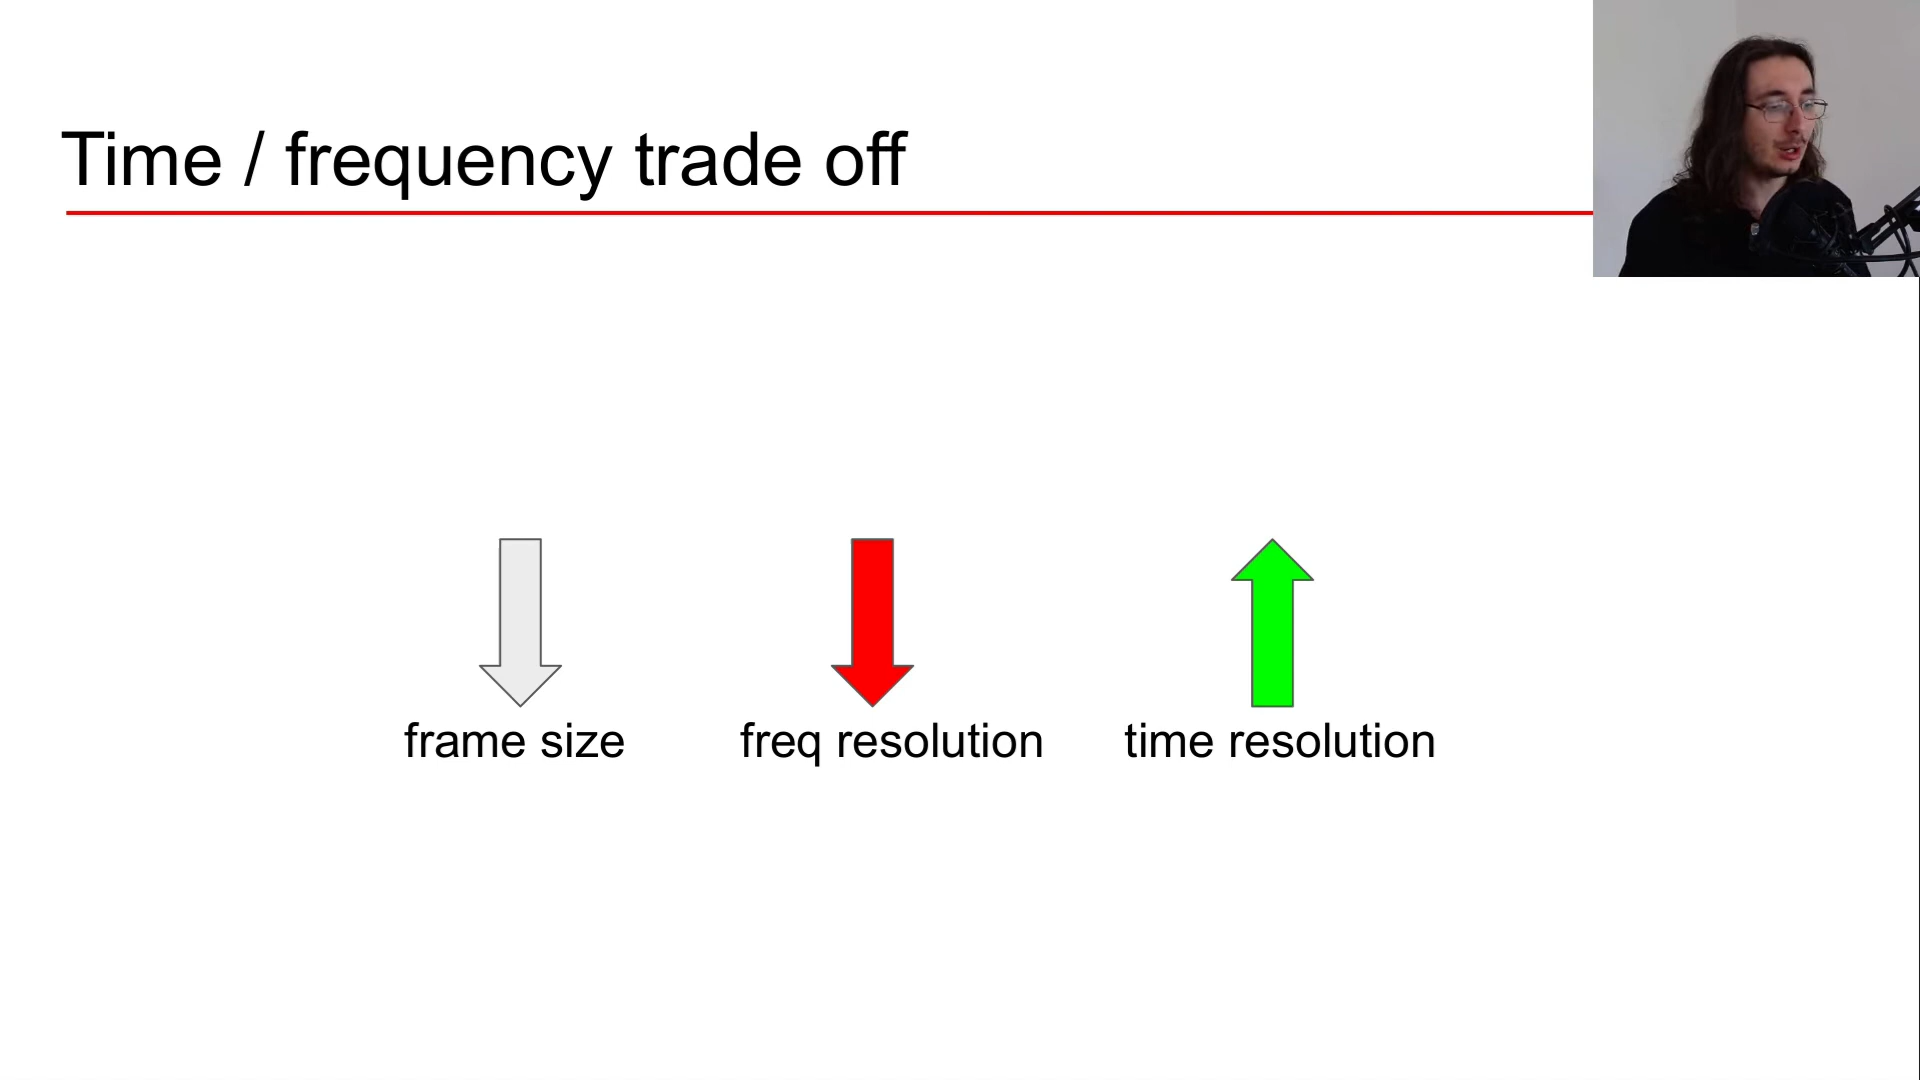 Time / frequency trade off
frame size
freq resolution
time resolution